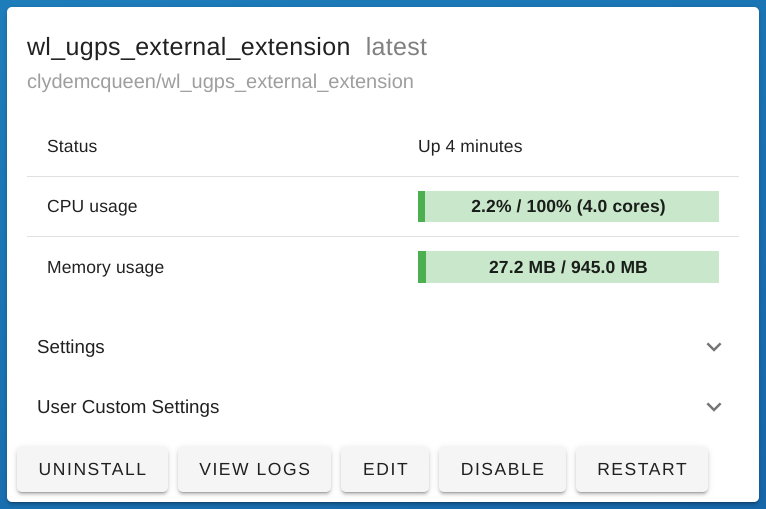 wl_ugps_external_extension latest
clydemcqueen/wl_ugps_external_extension
Status Up 4 minutes
CPU usage 2.2% / 100% (4.0 cores)
Memory usage 27.2 MB / 945.0 MB
Settings
User Custom Settings
UNINSTALL VIEW LOGS EDIT DISABLE RESTART